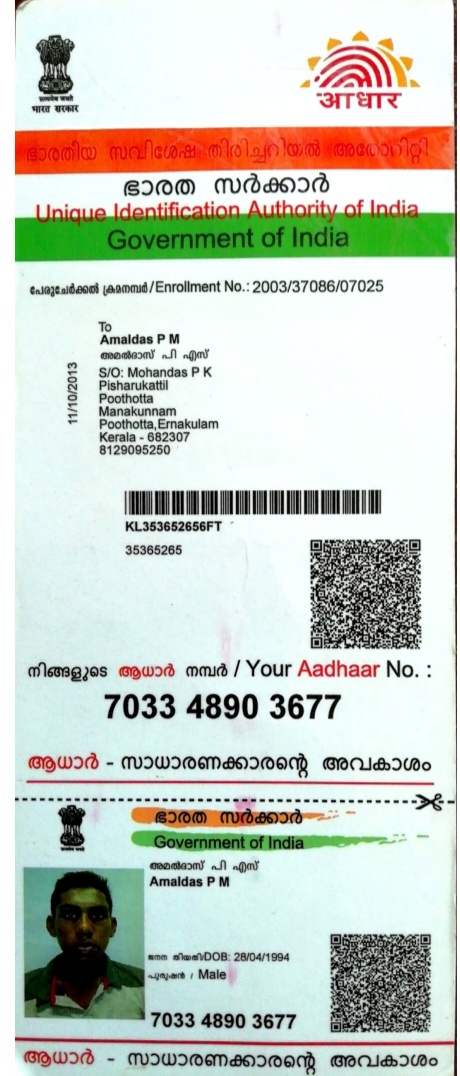 सत्यमेव जयते
भारत सरकार
आधार
ഭാരതീയ സവിശേഷ തിരിച്ചറിയൽ അതോറിറ്റി
ഭാരത സർക്കാർ
Unique Identification Authority of India
Government of India
പേരുചേർക്കൽ ക്രമനമ്പർ/Enrollment No.: 2003/37086/07025
11/10/2013
To
Amaldas P M
അമൽദാസ് പി എസ്
S/O: Mohandas P K
Pisharukattil
Poothotta
Manakunnam
Poothotta,Ernakulam
Kerala - 682307
8129095250
KL353652656FT
35365265
നിങ്ങളുടെ ആധാർ നമ്പർ / Your Aadhaar No. :
7033 4890 3677
ആധാർ - സാധാരണക്കാരന്റെ അവകാശം
ഭാരത സർക്കാർ
Government of India
അമൽദാസ് പി എസ്
Amaldas P M
ജനന തിയതി/DOB: 28/04/1994
പുരുഷൻ / Male
7033 4890 3677
ആധാർ - സാധാരണക്കാരന്റെ അവകാശം